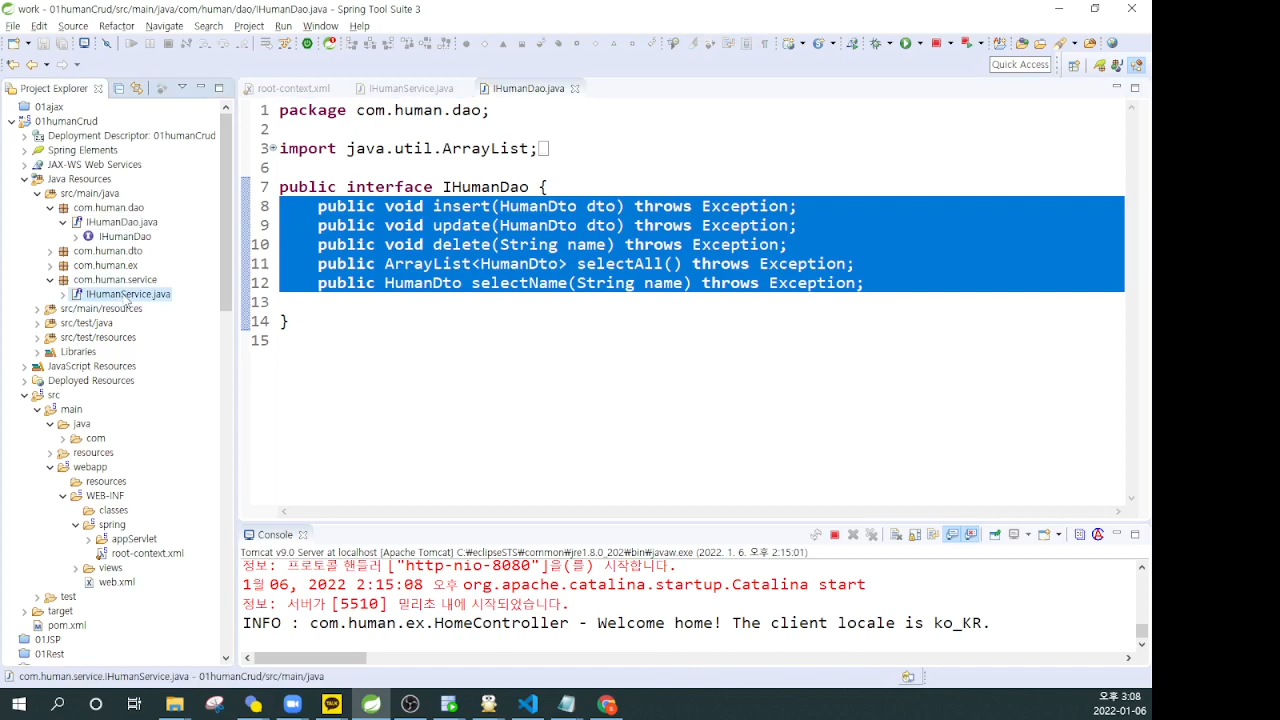 work - 01humanCrud/src/main/java/com/human/dao/IHumanDao.java - Spring Tool Suite 3
File Edit Source Refactor Navigate Search Project Run Window Help
Quick Access
Project Explorer
01ajax
01humanCrud
Deployment Descriptor: 01humanCrud
Spring Elements
JAX-WS Web Services
Java Resources
src/main/java
com.human.dao
IHumanDao.java
IHumanDao
com.human.dto
com.human.ex
com.human.service
IHumanService.java
src/main/resources
src/test/java
src/test/resources
Libraries
JavaScript Resources
Deployed Resources
src
main
java
com
resources
webapp
resources
WEB-INF
classes
spring
appServlet
root-context.xml
views
web.xml
test
target
pom.xml
01JSP
01Rest
root-context.xml IHumanService.java IHumanDao.java
1 package com.human.dao;
2
3 import java.util.ArrayList;
6
7 public interface IHumanDao {
8 public void insert(HumanDto dto) throws Exception;
9 public void update(HumanDto dto) throws Exception;
10 public void delete(String name) throws Exception;
11 public ArrayList<HumanDto> selectAll() throws Exception;
12 public HumanDto selectName(String name) throws Exception;
13
14 }
15
Console
Tomcat v9.0 Server at localhost [Apache Tomcat] C:\eclipseSTS\common\jre1.8.0_202\bin\javaw.exe (2022. 1. 6. 오후 2:15:01)
정보: 프로토콜 핸들러 ["http-nio-8080"]을(를) 시작합니다.
1월 06, 2022 2:15:08 오후 org.apache.catalina.startup.Catalina start
정보: 서버가 [5510] 밀리초 내에 시작되었습니다.
INFO : com.human.ex.HomeController - Welcome home! The client locale is ko_KR.
com.human.service.IHumanService.java - 01humanCrud/src/main/java
TALK
오후 3:08
2022-01-06